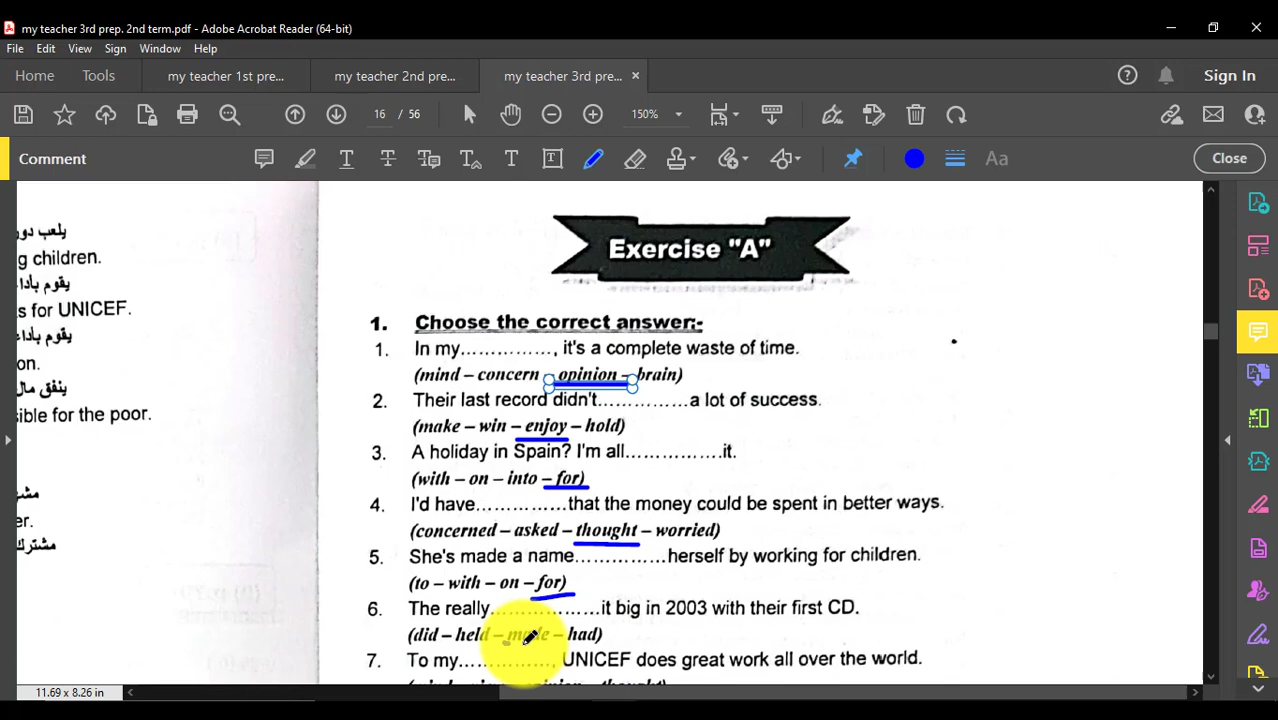 my teacher 3rd prep. 2nd term.pdf - Adobe Acrobat Reader (64-bit)
File Edit View Sign Window Help
Home Tools my teacher 1st pre... my teacher 2nd pre... my teacher 3rd pre... × Sign In
16 / 56 150%
Comment Aa Close
Exercise "A"
1. Choose the correct answer:-
1. In my……………, it's a complete waste of time.
(mind – concern – opinion – brain)
2. Their last record didn't……………a lot of success.
(make – win – enjoy – hold)
3. A holiday in Spain? I'm all…………….it.
(with – on – into – for)
4. I'd have……………that the money could be spent in better ways.
(concerned – asked – thought – worried)
5. She's made a name……………herself by working for children.
(to – with – on – for)
6. The really………………it big in 2003 with their first CD.
(did – held – made – had)
7. To my……………, UNICEF does great work all over the world.
يلعب دور
g children.
يقوم بأدا
s for UNICEF.
يقوم بأدا
on.
ينفق مال
sible for the poor.
er.
مشترك
11.69 x 8.26 in